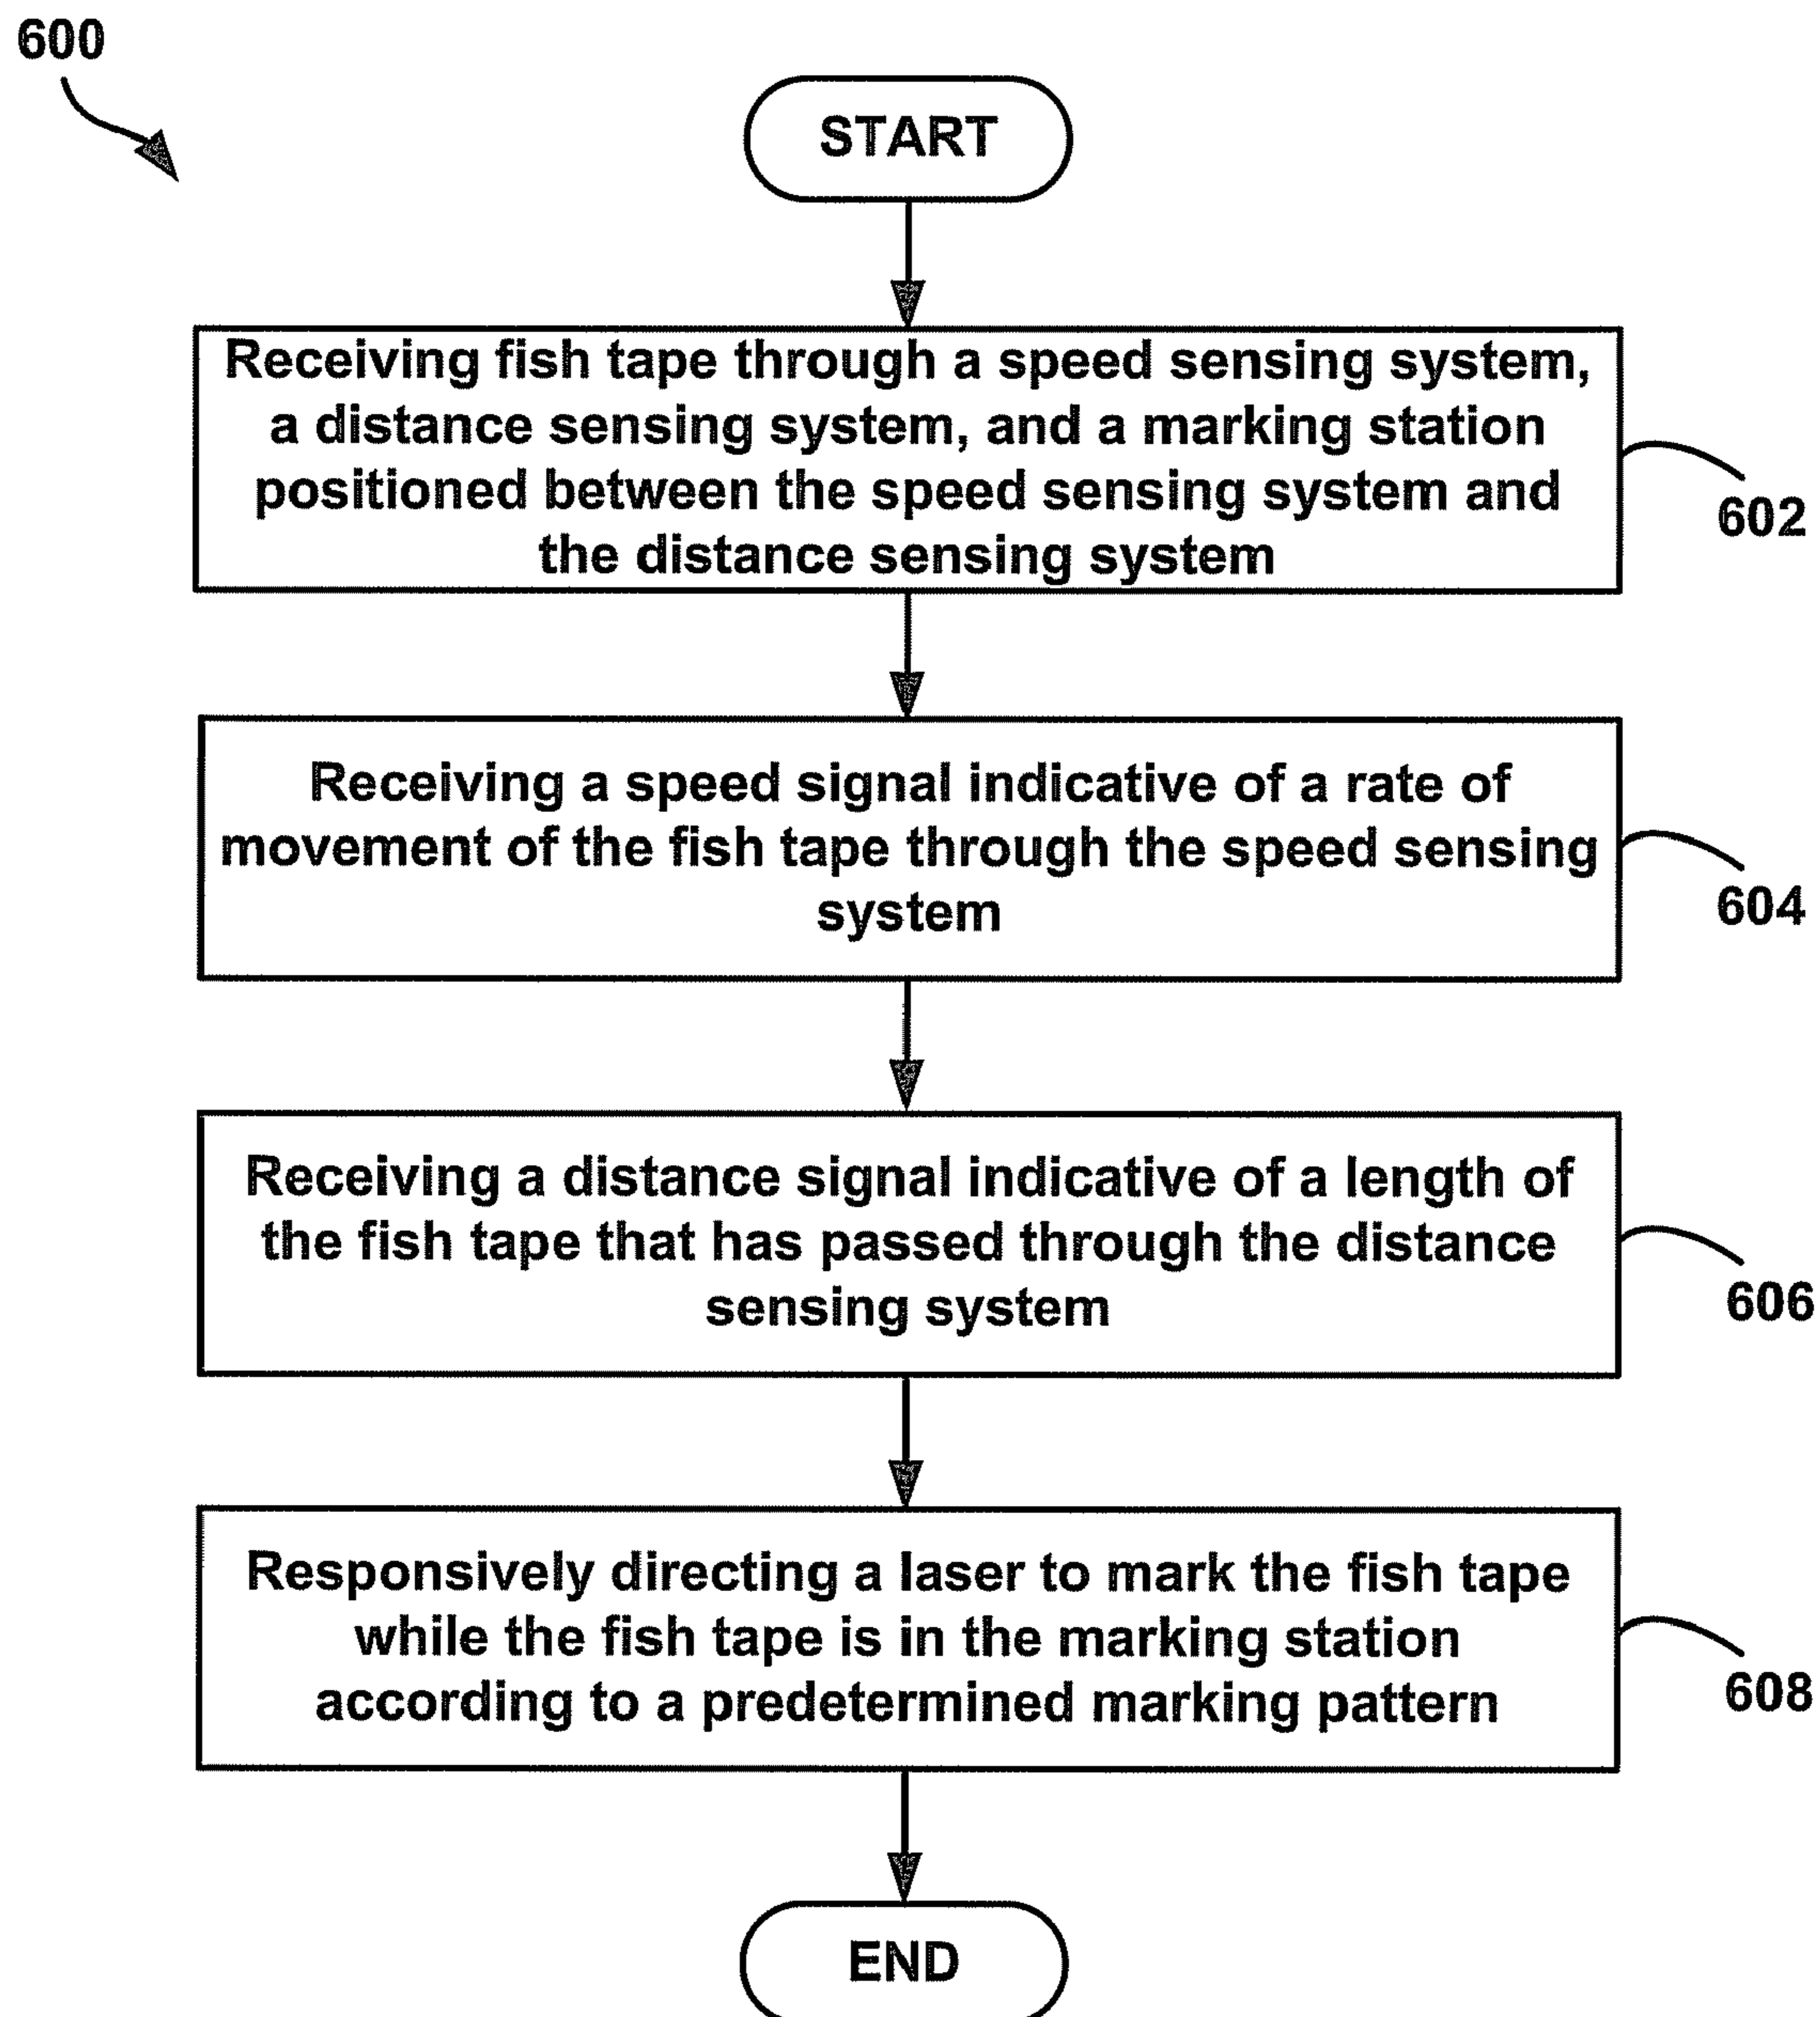 600
START
Receiving fish tape through a speed sensing system,
a distance sensing system, and a marking station
positioned between the speed sensing system and
the distance sensing system
602
Receiving a speed signal indicative of a rate of
movement of the fish tape through the speed sensing
system
604
Receiving a distance signal indicative of a length of
the fish tape that has passed through the distance
sensing system
606
Responsively directing a laser to mark the fish tape
while the fish tape is in the marking station
according to a predetermined marking pattern
608
END